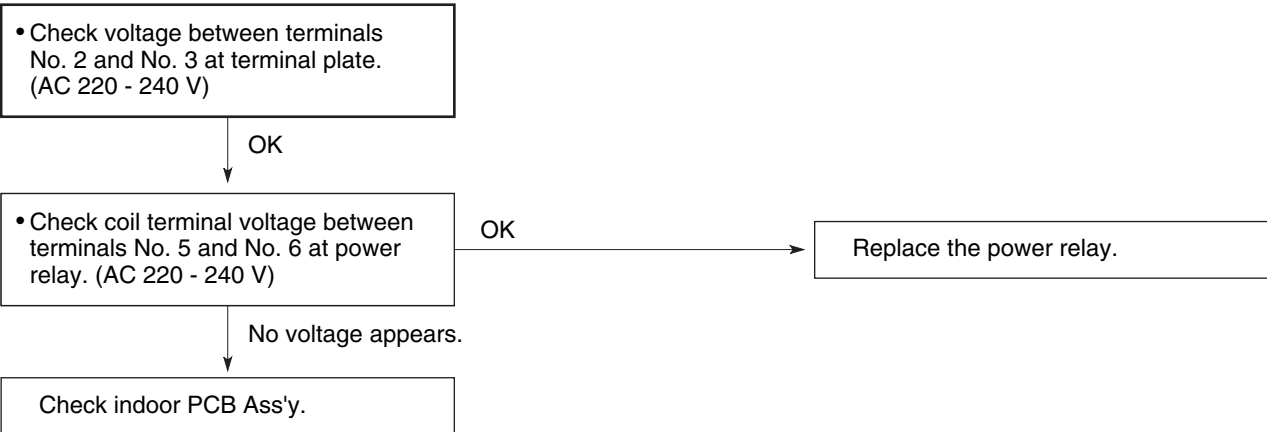 • Check voltage between terminals
No. 2 and No. 3 at terminal plate.
(AC 220 - 240 V)
OK
• Check coil terminal voltage between
terminals No. 5 and No. 6 at power
relay. (AC 220 - 240 V)
OK
Replace the power relay.
No voltage appears.
Check indoor PCB Ass'y.